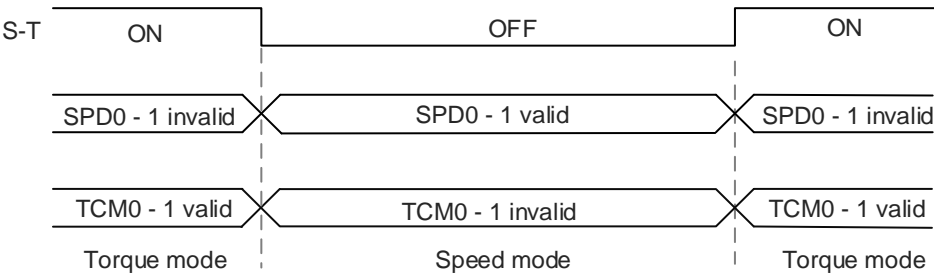 S-T ON OFF ON
SPD0 - 1 invalid SPD0 - 1 valid SPD0 - 1 invalid
TCM0 - 1 valid TCM0 - 1 invalid TCM0 - 1 valid
Torque mode Speed mode Torque mode